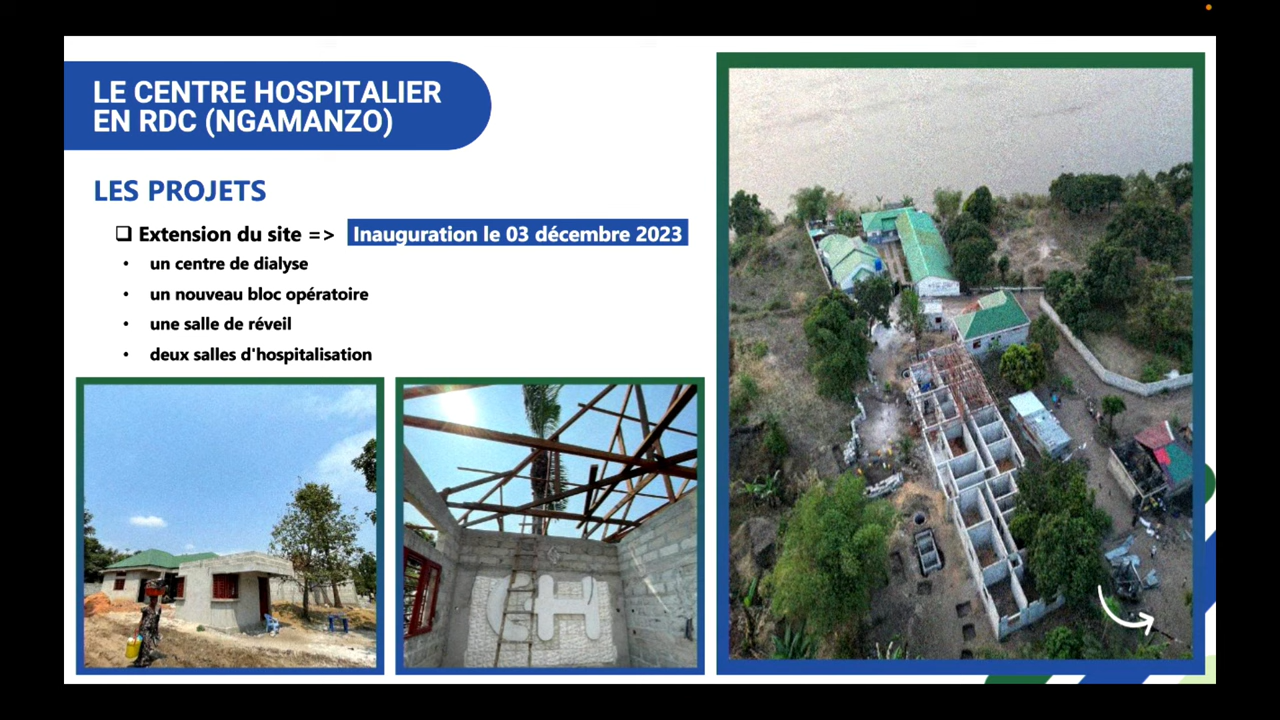 LE CENTRE HOSPITALIER
EN RDC (NGAMANZO)
LES PROJETS
❑ Extension du site => Inauguration le 03 décembre 2023
• un centre de dialyse
• un nouveau bloc opératoire
• une salle de réveil
• deux salles d'hospitalisation
CH